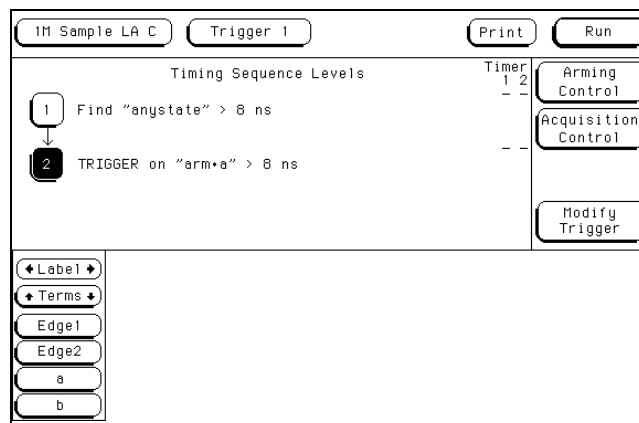 1M Sample LA C Trigger 1 Print Run
Timing Sequence Levels
Timer
1 2
1 Find "anystate" > 8 ns
- -
2 TRIGGER on "arm•a" > 8 ns
- -
Arming
Control
Acquisition
Control
Modify
Trigger
←Label→
↑Terms↓
Edge1
Edge2
a
b